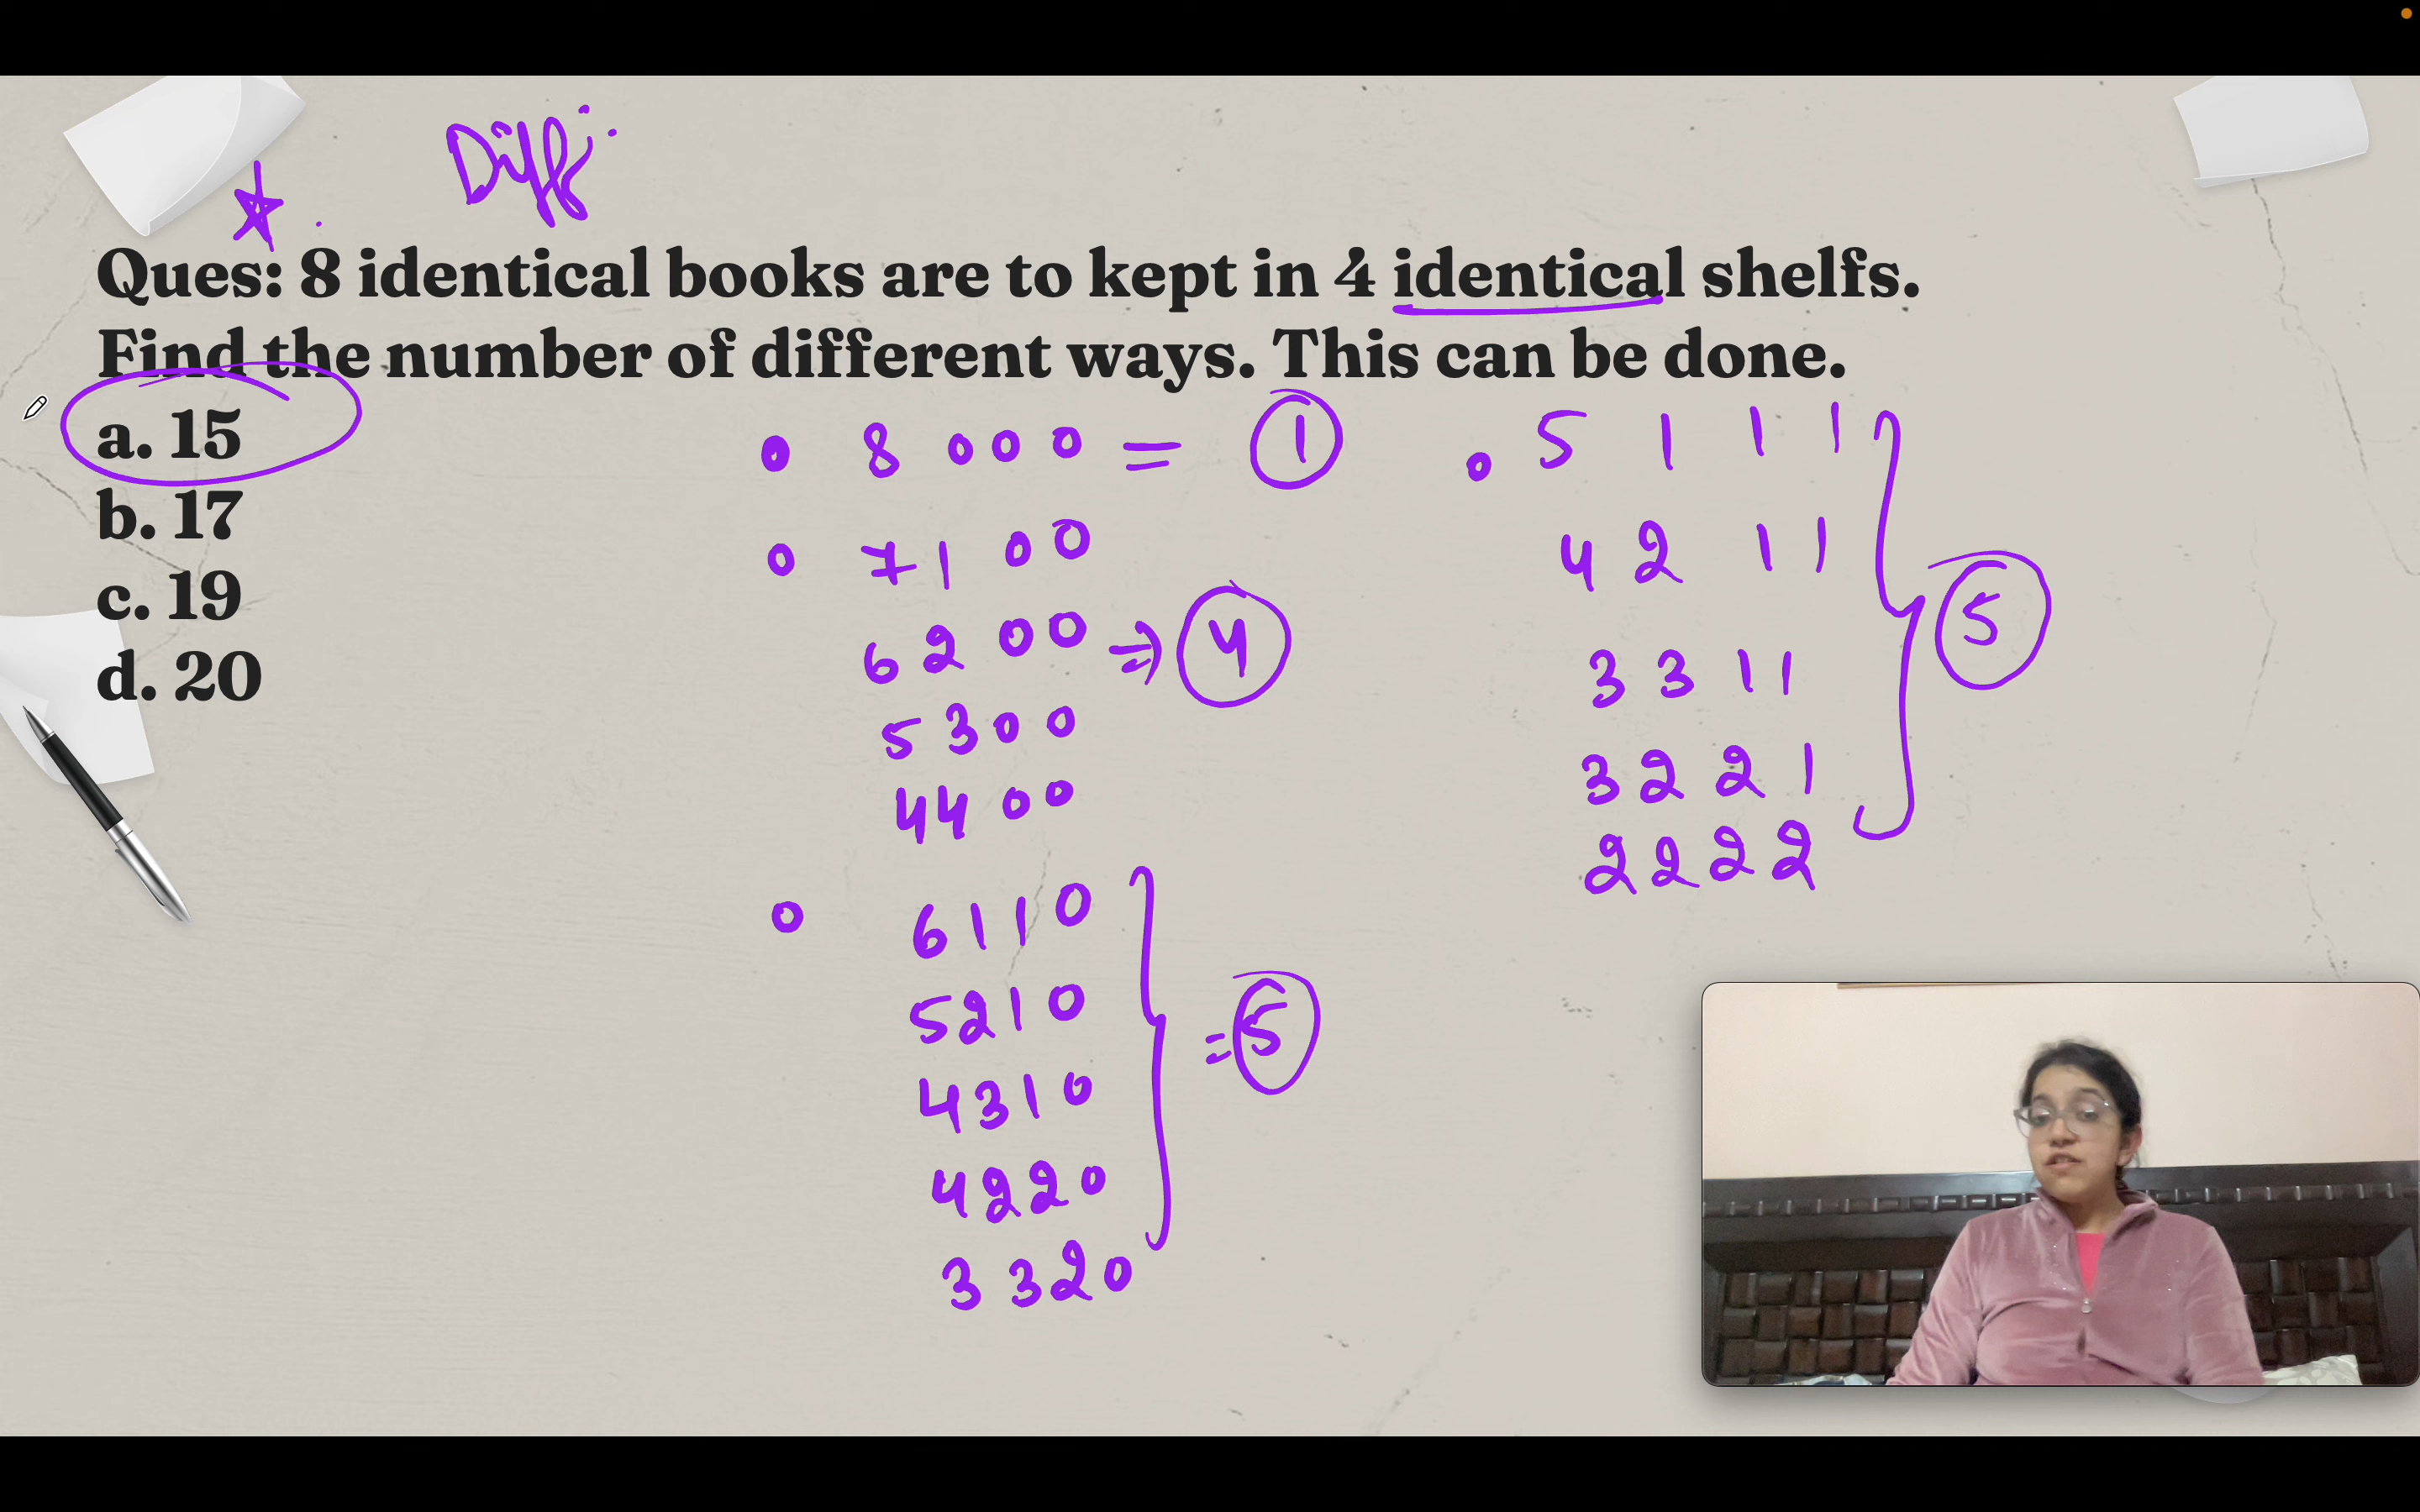 Diff:
Ques: 8 identical books are to kept in 4 identical shelfs.
Find the number of different ways. This can be done.
a. 15
b. 17
c. 19
d. 20
8 0 0 0 = 1
7 1 0 0
6 2 0 0 ⇒ 4
5 3 0 0
4 4 0 0
6 1 1 0
5 2 1 0
4 3 1 0
4 2 2 0
3 3 2 0
= 5
5 1 1 1
4 2 1 1
3 3 1 1
3 2 2 1
2 2 2 2
5